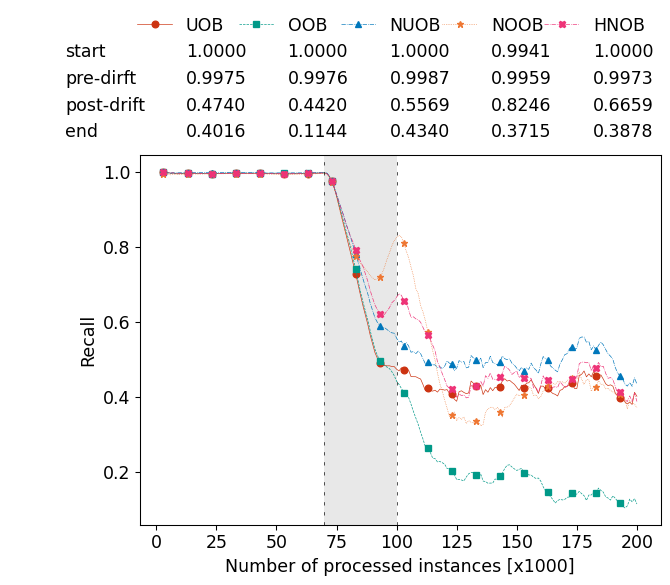 UOB OOB NUOB NOOB HNOB
start 1.0000 1.0000 1.0000 0.9941 1.0000
pre-dirft 0.9975 0.9976 0.9987 0.9959 0.9973
post-drift 0.4740 0.4420 0.5569 0.8246 0.6659
end 0.4016 0.1144 0.4340 0.3715 0.3878
1.0
0.8
0.6
0.4
0.2
Recall
0 25 50 75 100 125 150 175 200
Number of processed instances [x1000]